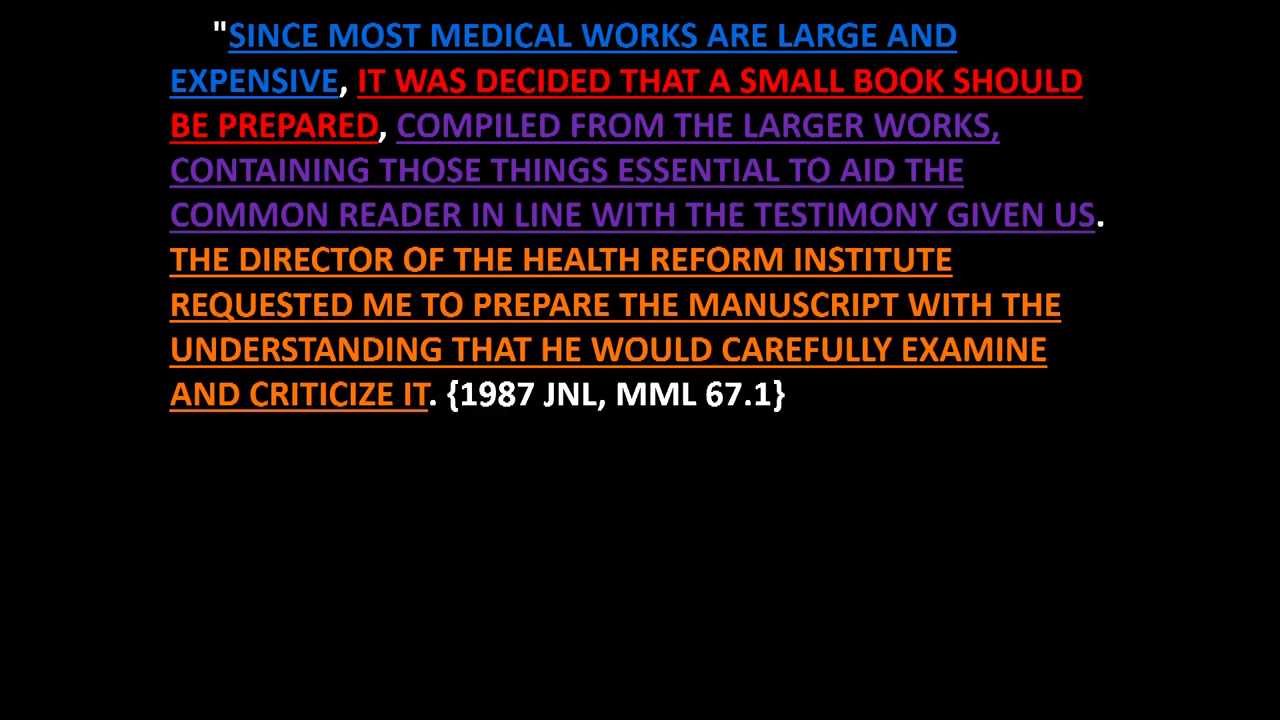 "SINCE MOST MEDICAL WORKS ARE LARGE AND
EXPENSIVE, IT WAS DECIDED THAT A SMALL BOOK SHOULD
BE PREPARED, COMPILED FROM THE LARGER WORKS,
CONTAINING THOSE THINGS ESSENTIAL TO AID THE
COMMON READER IN LINE WITH THE TESTIMONY GIVEN US.
THE DIRECTOR OF THE HEALTH REFORM INSTITUTE
REQUESTED ME TO PREPARE THE MANUSCRIPT WITH THE
UNDERSTANDING THAT HE WOULD CAREFULLY EXAMINE
AND CRITICIZE IT. {1987 JNL, MML 67.1}